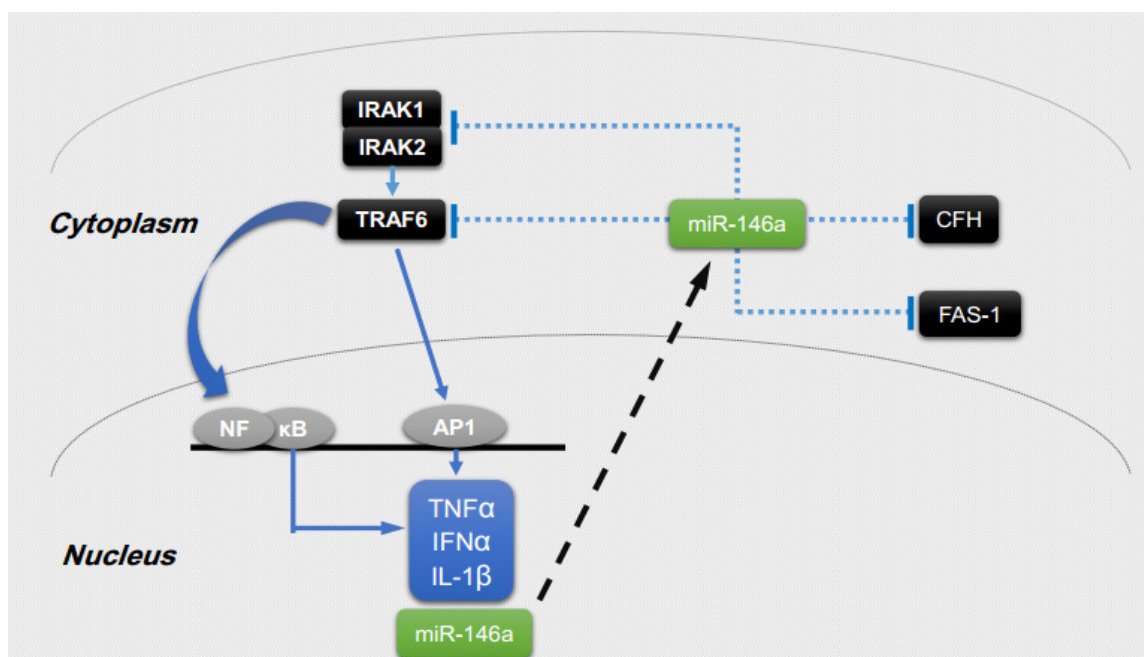 IRAK1
IRAK2
Cytoplasm
TRAF6
miR-146a
CFH
FAS-1
NF
κB
AP1
TNFα
IFNα
IL-1β
Nucleus
miR-146a